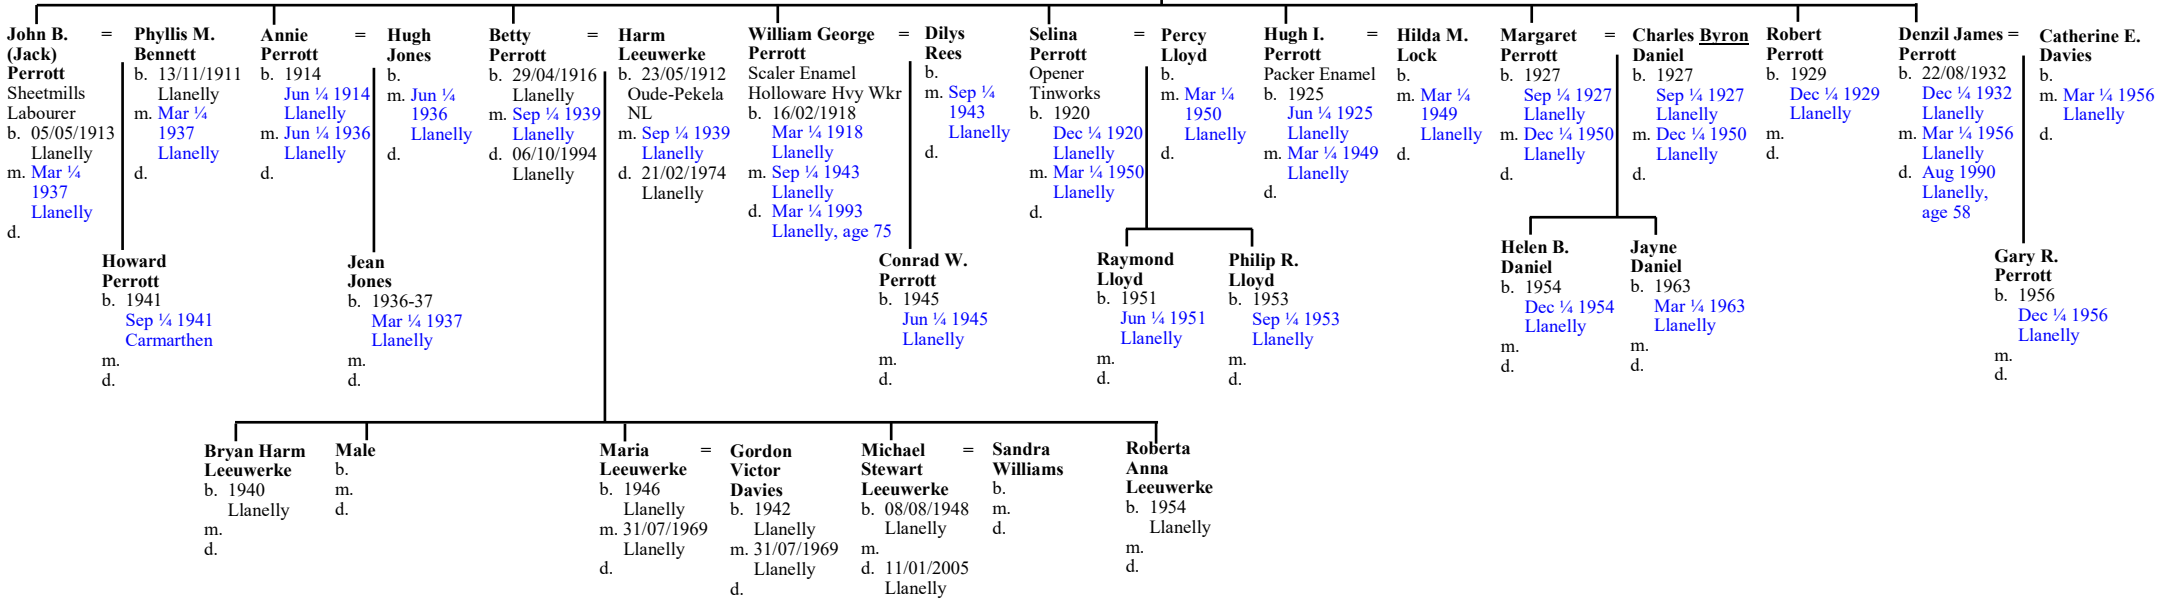 John B. =
(Jack)
Perrott
Sheetmills
Labourer
b. 05/05/1913
Llanelly
m. Mar ¼
1937
Llanelly
d.
Phyllis M.
Bennett
b. 13/11/1911
Llanelly
m. Mar ¼
1937
Llanelly
d.
Annie =
Perrott
b. 1914
Jun ¼ 1914
Llanelly
m. Jun ¼ 1936
Llanelly
d.
Hugh
Jones
b.
m. Jun ¼
1936
Llanelly
d.
Betty =
Perrott
b. 29/04/1916
Llanelly
m. Sep ¼ 1939
Llanelly
d. 06/10/1994
Llanelly
Harm
Leeuwerke
b. 23/05/1912
Oude-Pekela
NL
m. Sep ¼ 1939
Llanelly
d. 21/02/1974
Llanelly
William George =
Perrott
Scaler Enamel
Holloware Hvy Wkr
b. 16/02/1918
Mar ¼ 1918
Llanelly
m. Sep ¼ 1943
Llanelly
d. Mar ¼ 1993
Llanelly, age 75
Dilys
Rees
b.
m. Sep ¼
1943
Llanelly
d.
Selina =
Perrott
Opener
Tinworks
b. 1920
Dec ¼ 1920
Llanelly
m. Mar ¼ 1950
Llanelly
d.
Percy
Lloyd
b.
m. Mar ¼
1950
Llanelly
d.
Hugh I. =
Perrott
Packer Enamel
b. 1925
Jun ¼ 1925
Llanelly
m. Mar ¼ 1949
Llanelly
d.
Hilda M.
Lock
b.
m. Mar ¼
1949
Llanelly
d.
Margaret =
Perrott
b. 1927
Sep ¼ 1927
Llanelly
m. Dec ¼ 1950
Llanelly
d.
Charles Byron
Daniel
b. 1927
Sep ¼ 1927
Llanelly
m. Dec ¼ 1950
Llanelly
d.
Robert
Perrott
b. 1929
Dec ¼ 1929
Llanelly
m.
d.
Denzil James =
Perrott
b. 22/08/1932
Dec ¼ 1932
Llanelly
m. Mar ¼ 1956
Llanelly
d. Aug 1990
Llanelly,
age 58
Catherine E.
Davies
b.
m. Mar ¼ 1956
Llanelly
d.
Howard
Perrott
b. 1941
Sep ¼ 1941
Carmarthen
m.
d.
Jean
Jones
b. 1936-37
Mar ¼ 1937
Llanelly
m.
d.
Conrad W.
Perrott
b. 1945
Jun ¼ 1945
Llanelly
m.
d.
Raymond
Lloyd
b. 1951
Jun ¼ 1951
Llanelly
m.
d.
Philip R.
Lloyd
b. 1953
Sep ¼ 1953
Llanelly
m.
d.
Helen B.
Daniel
b. 1954
Dec ¼ 1954
Llanelly
m.
d.
Jayne
Daniel
b. 1963
Mar ¼ 1963
Llanelly
m.
d.
Gary R.
Perrott
b. 1956
Dec ¼ 1956
Llanelly
m.
d.
Bryan Harm
Leeuwerke
b. 1940
Llanelly
m.
d.
Male
b.
m.
d.
Maria =
Leeuwerke
b. 1946
Llanelly
m. 31/07/1969
Llanelly
d.
Gordon
Victor
Davies
b. 1942
Llanelly
m. 31/07/1969
Llanelly
d.
Michael =
Stewart
Leeuwerke
b. 08/08/1948
Llanelly
m.
d. 11/01/2005
Llanelly
Sandra
Williams
b.
m.
d.
Roberta
Anna
Leeuwerke
b. 1954
Llanelly
m.
d.